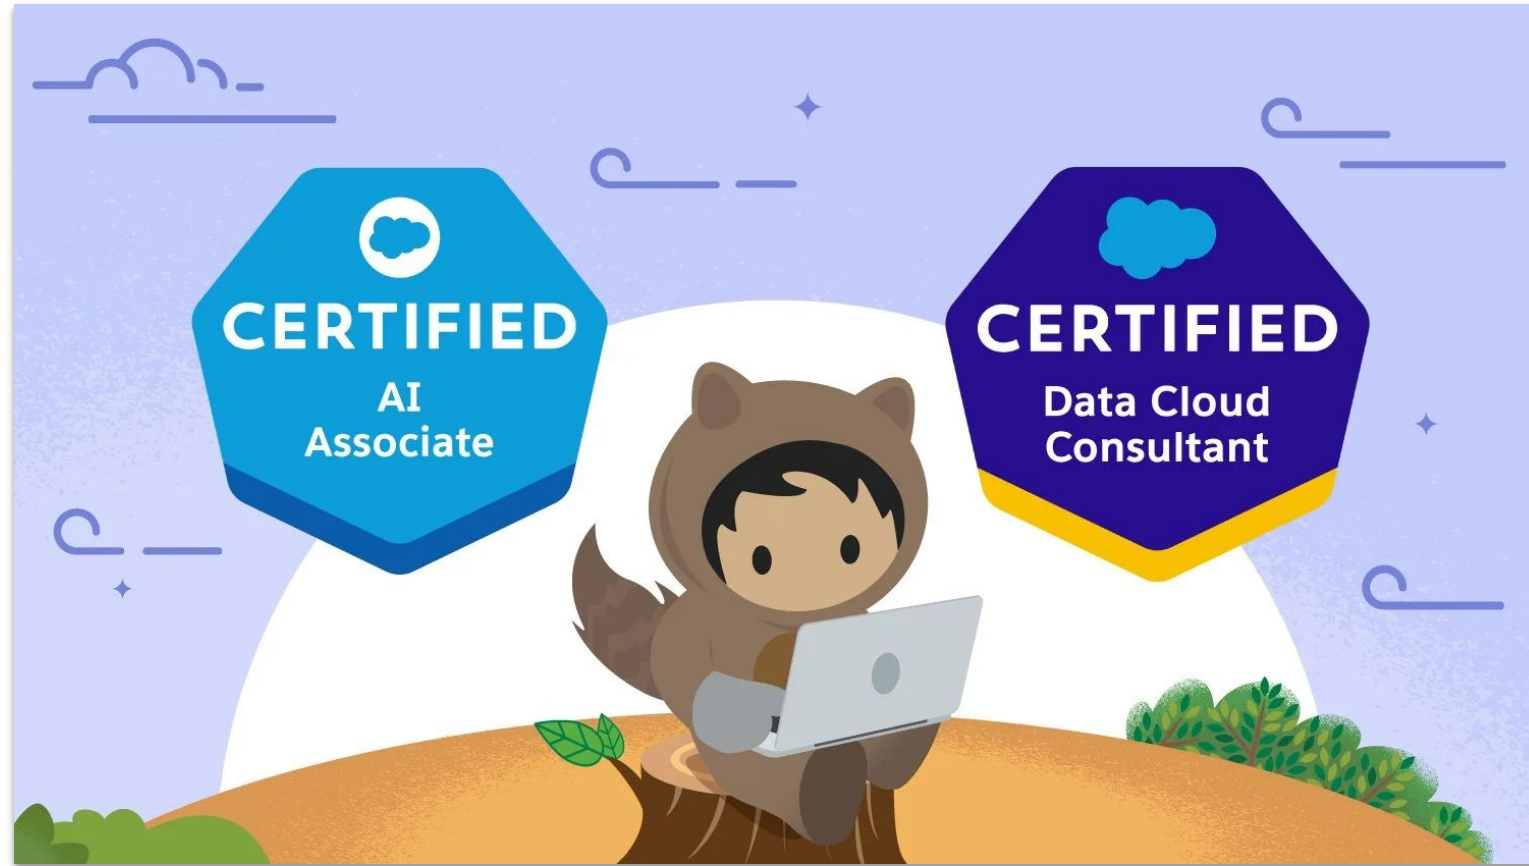 CERTIFIED
AI
Associate
CERTIFIED
Data Cloud
Consultant